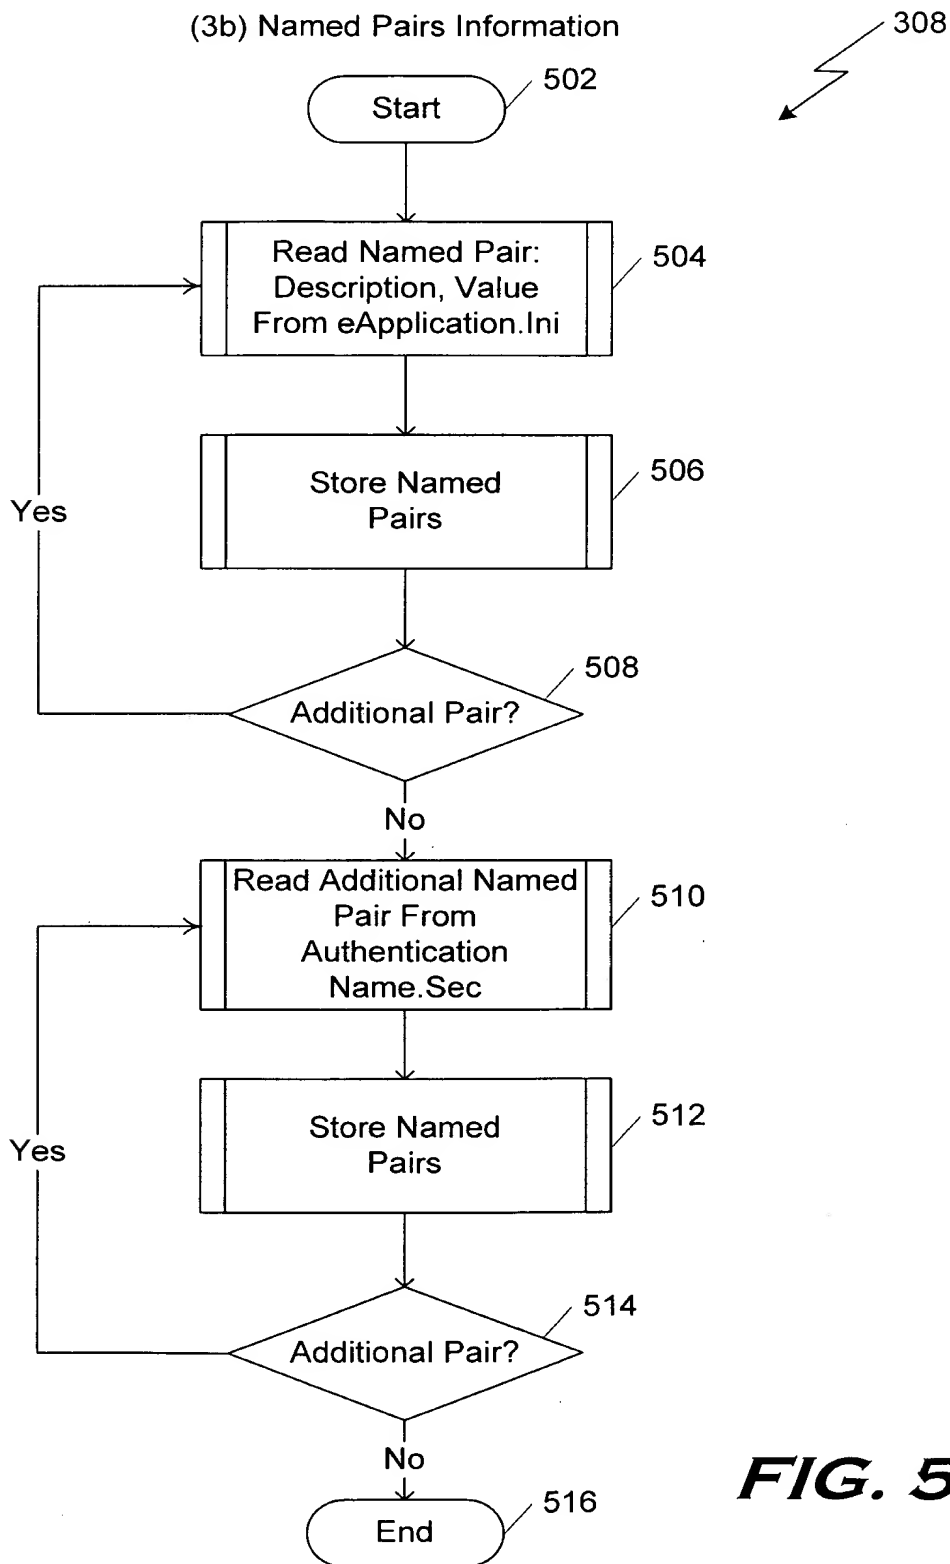 (3b) Named Pairs Information
308
Start
502
Read Named Pair:
Description, Value
From eApplication.Ini
504
Store Named
Pairs
506
Yes
Additional Pair?
508
No
Read Additional Named
Pair From
Authentication
Name.Sec
510
Store Named
Pairs
512
Yes
Additional Pair?
514
No
End
516
FIG. 5